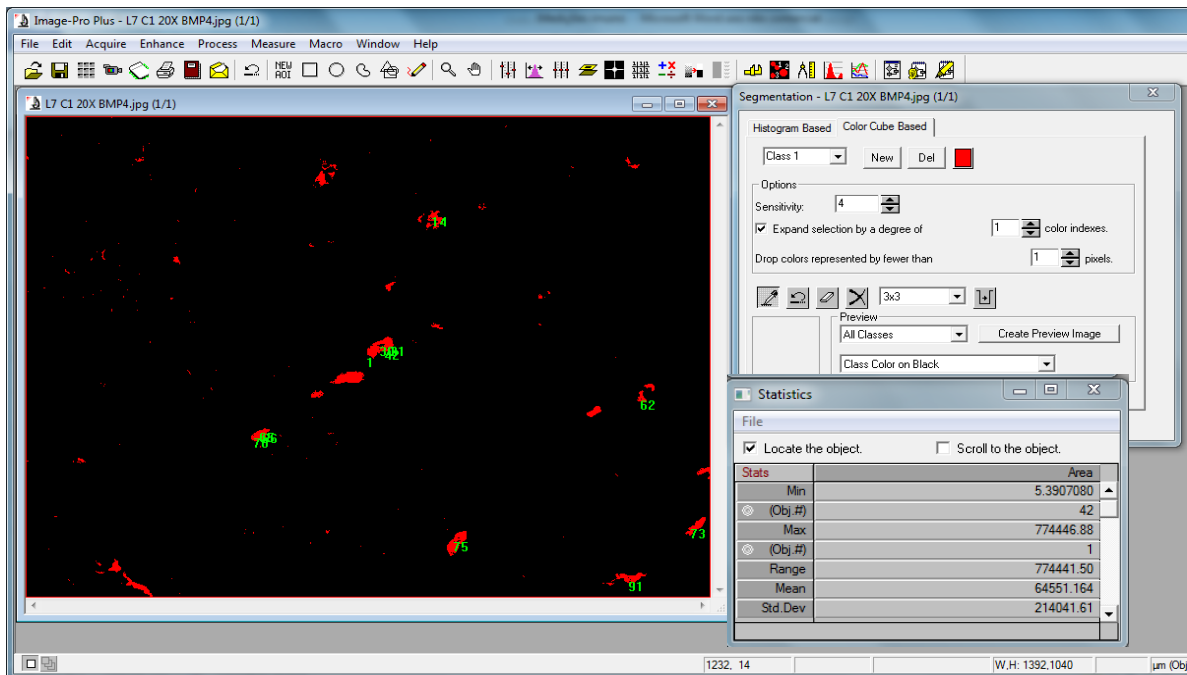 Image-Pro Plus - L7 C1 20X BMP4.jpg (1/1)
File Edit Acquire Enhance Process Measure Macro Window Help
NEW
AOI
L7 C1 20X BMP4.jpg (1/1)
14
1
42
62
73
75
91
Segmentation - L7 C1 20X BMP4.jpg (1/1)
Histogram Based Color Cube Based
Class 1 New Del
Options
Sensitivity: 4
Expand selection by a degree of 1 color indexes.
Drop colors represented by fewer than 1 pixels.
3x3
Preview
All Classes Create Preview Image
Class Color on Black
Statistics
File
Locate the object. Scroll to the object.
Stats Area
Min 5.3907080
(Obj.#) 42
Max 774446.88
(Obj.#) 1
Range 774441.50
Mean 64551.164
Std.Dev 214041.61
1232, 14 W,H: 1392,1040 µm (Obj